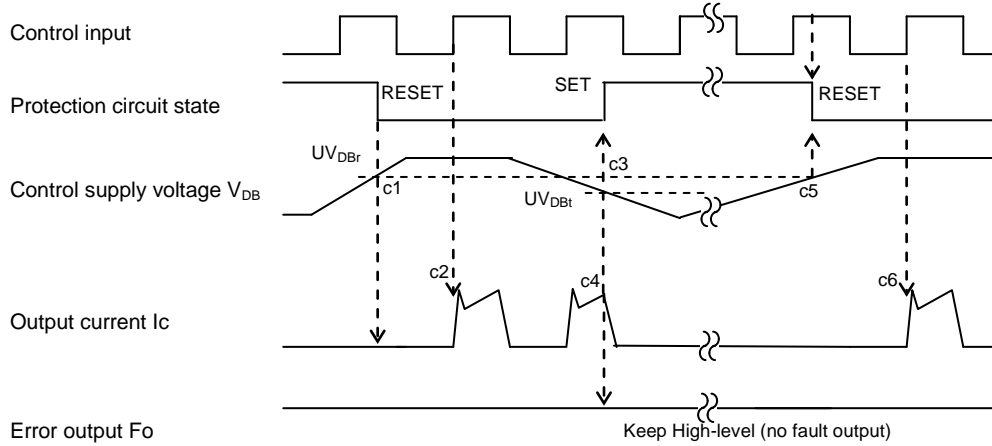 Control input
Protection circuit state
RESET
SET
RESET
UVDBr
c3
Control supply voltage VDB
c1
c5
UVDBt
c2
c4
c6
Output current Ic
Error output Fo
Keep High-level (no fault output)